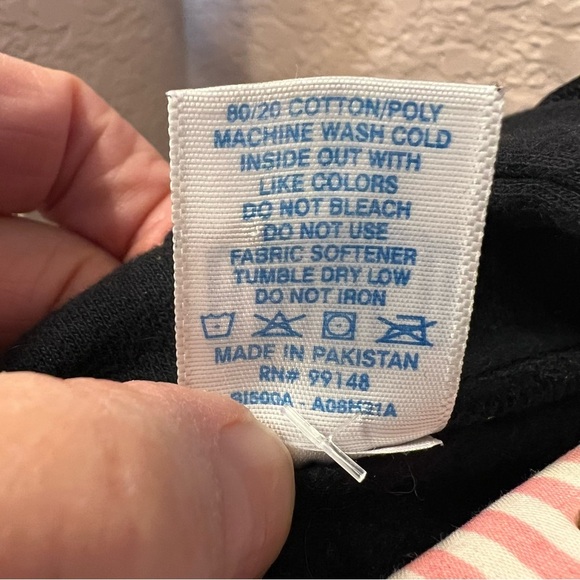 80/20 COTTON/POLY
MACHINE WASH COLD
INSIDE OUT WITH
LIKE COLORS
DO NOT BLEACH
DO NOT USE
FABRIC SOFTENER
TUMBLE DRY LOW
DO NOT IRON
MADE IN PAKISTAN
RN# 99148